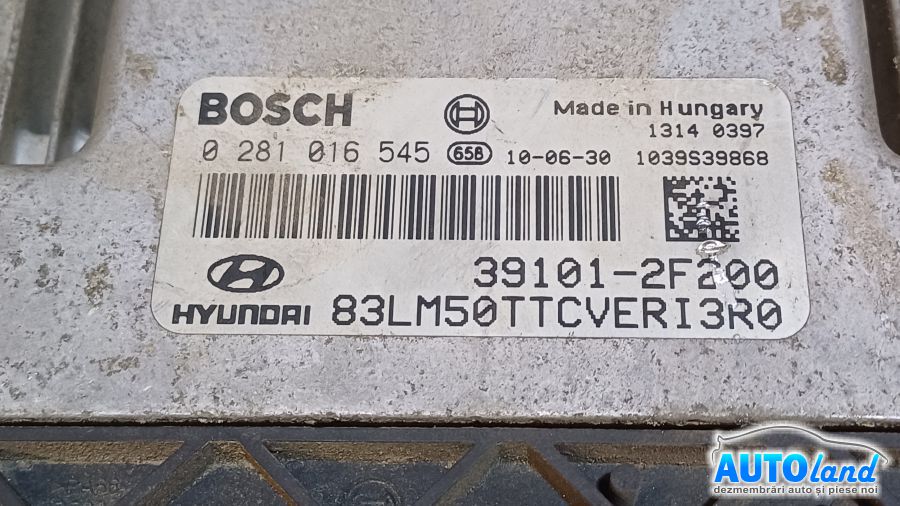 BOSCH
Made in Hungary
1314 0397
0 281 016 545 65B 10-06-30 1039S39868
39101-2F200
HYUNDAI 83LM50TTCVERI3R0
AUTOland
dezmembrări auto și piese noi